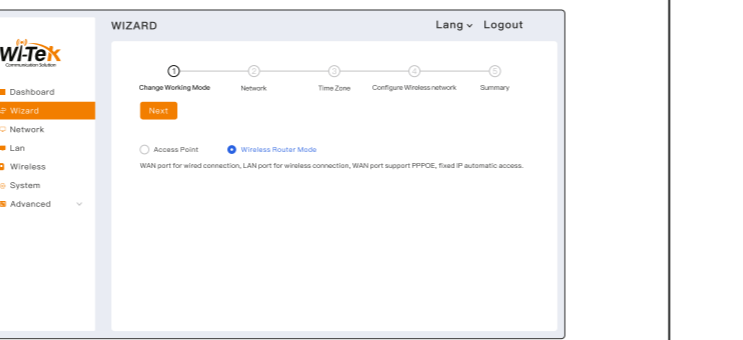 WIZARD
Lang
Logout
Wi-Tek
Communication Solution
Dashboard
Wizard
Network
Lan
Wireless
System
Advanced
1
2
3
4
5
Change Working Mode
Network
Time Zone
Configure Wireless network
Summary
Next
Access Point
Wireless Router Mode
WAN port for wired connection, LAN port for wireless connection, WAN port support PPPOE, fixed IP automatic access.